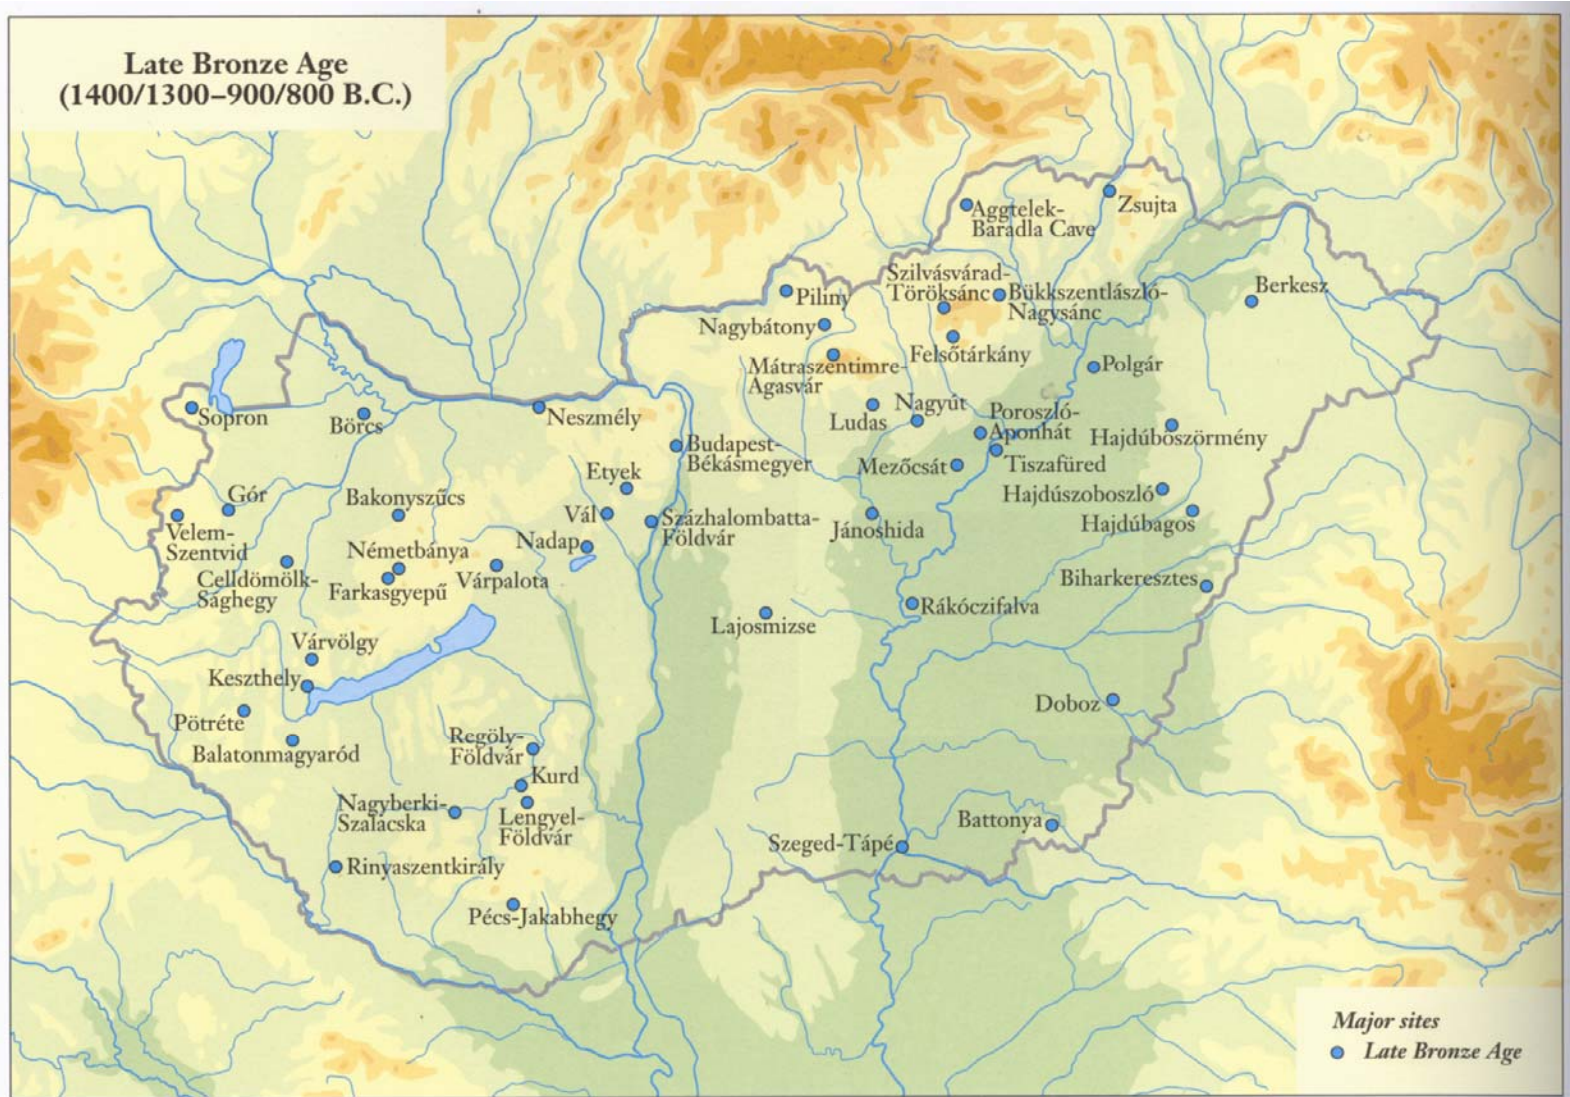 Late Bronze Age
(1400/1300–900/800 B.C.)
Aggtelek-
Baradla Cave
Zsujta
Szilvásvárad-
Töröksánc
Bükkszentlászló-
Nagysánc
Berkesz
Piliny
Nagybátony
Felsőtárkány
Mátraszentimre-
Agasvár
Polgár
Sopron
Börcs
Neszmély
Ludas
Nagyút
Poroszló-
Aponhát
Hajdúböszörmény
Budapest-
Békásmegyer
Mezőcsát
Tiszafüred
Etyek
Gór
Bakonyszűcs
Hajdúszoboszló
Vál
Százhalombatta-
Földvár
Jánoshida
Hajdúbagos
Velem-
Szentvid
Nadap
Németbánya
Celldömölk-
Sághegy
Farkasgyepű
Várpalota
Biharkeresztes
Rákóczifalva
Lajosmizse
Várvölgy
Keszthely
Pötréte
Doboz
Balatonmagyaród
Regöly-
Földvár
Kurd
Nagyberki-
Szalacska
Lengyel-
Földvár
Battonya
Szeged-Tápé
Rinyaszentkirály
Pécs-Jakabhegy
Major sites
Late Bronze Age